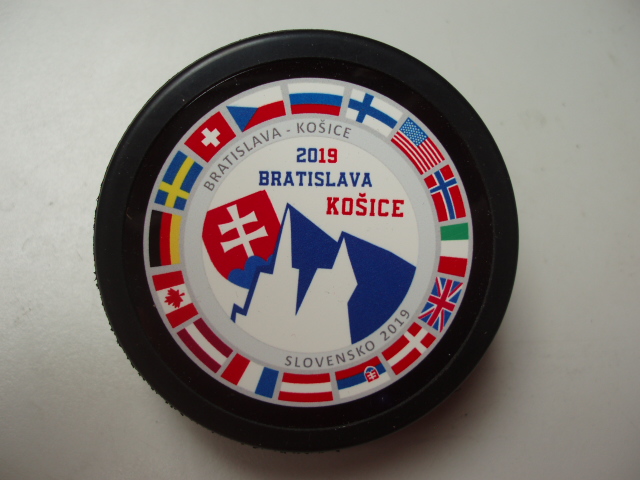 BRATISLAVA - KOŠICE
2019
BRATISLAVA
KOŠICE
SLOVENSKO 2019